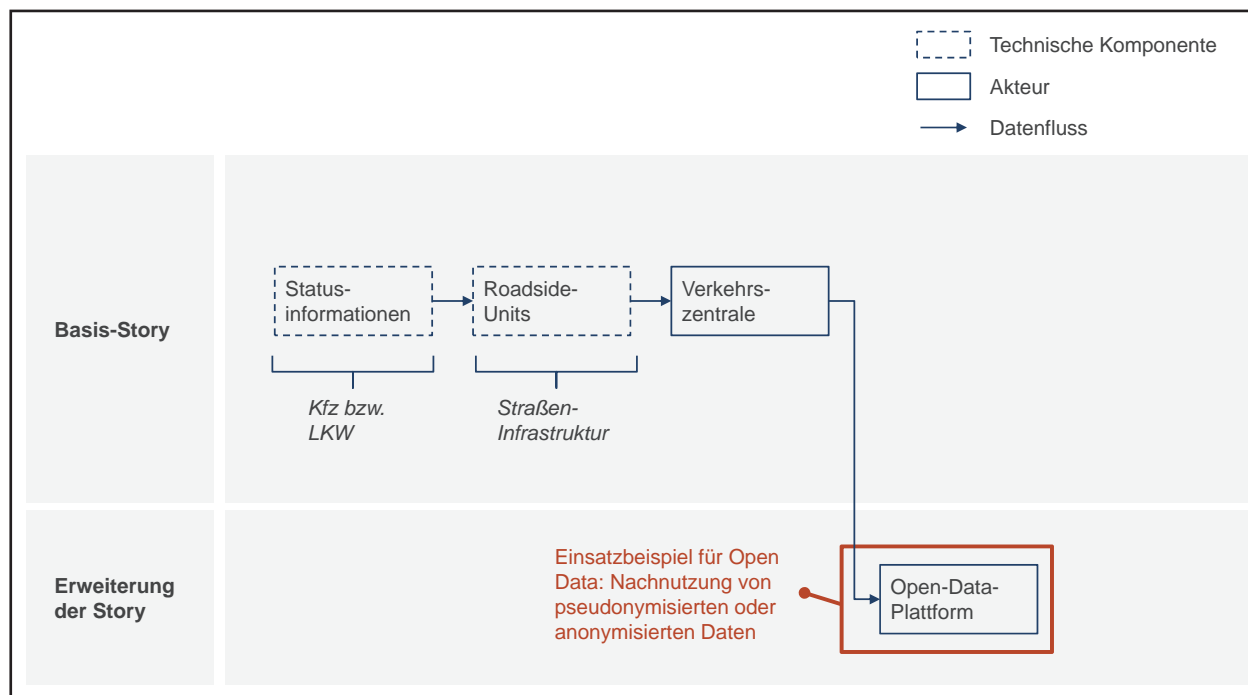 Technische Komponente
Akteur
Datenfluss
Basis-Story
Status-
informationen
Roadside-
Units
Verkehrs-
zentrale
Kfz bzw.
LKW
Straßen-
Infrastruktur
Erweiterung
der Story
Einsatzbeispiel für Open
Data: Nachnutzung von
pseudonymisierten oder
anonymisierten Daten
Open-Data-
Plattform